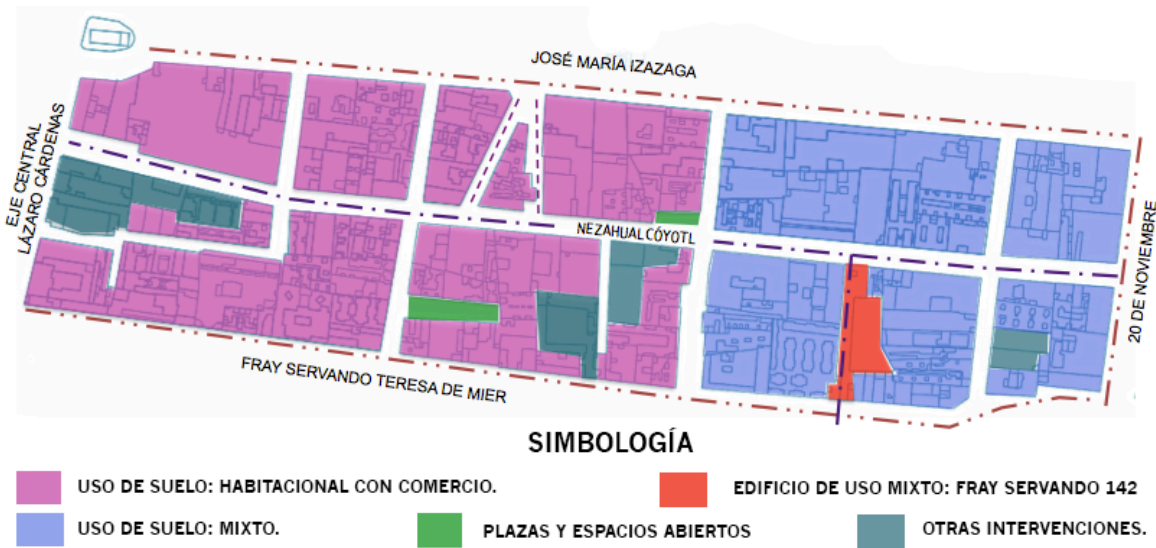 JOSÉ MARÍA IZAZAGA
EJE CENTRAL
LÁZARO CÁRDENAS
NEZAHUALCÓYOTL
20 DE NOVIEMBRE
FRAY SERVANDO TERESA DE MIER
SIMBOLOGÍA
USO DE SUELO: HABITACIONAL CON COMERCIO.
EDIFICIO DE USO MIXTO: FRAY SERVANDO 142
USO DE SUELO: MIXTO.
PLAZAS Y ESPACIOS ABIERTOS
OTRAS INTERVENCIONES.